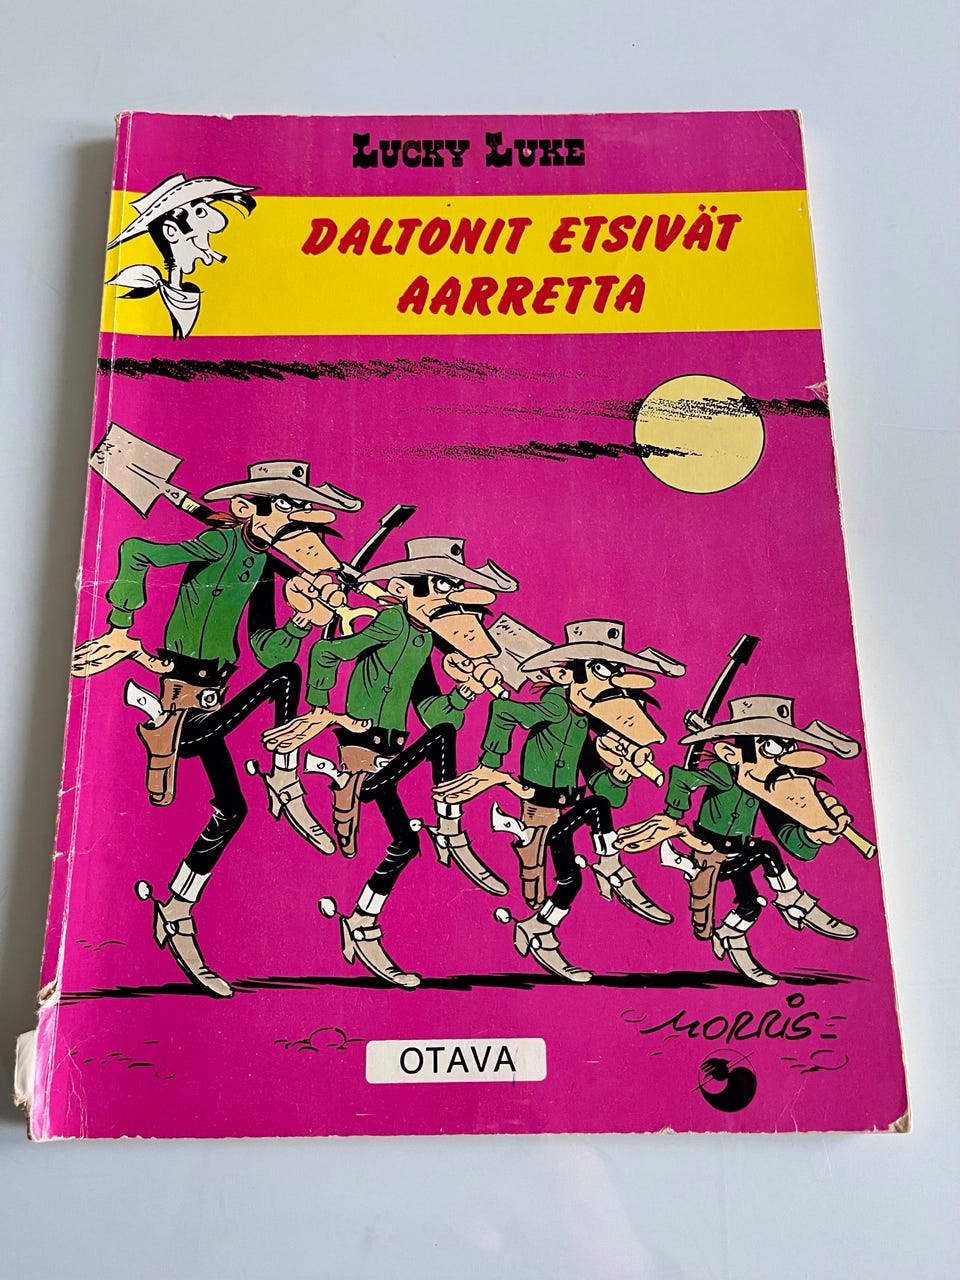 LUCKY LUKE
DALTONIT ETSIVÄT
AARRETTA
MORRIS
OTAVA